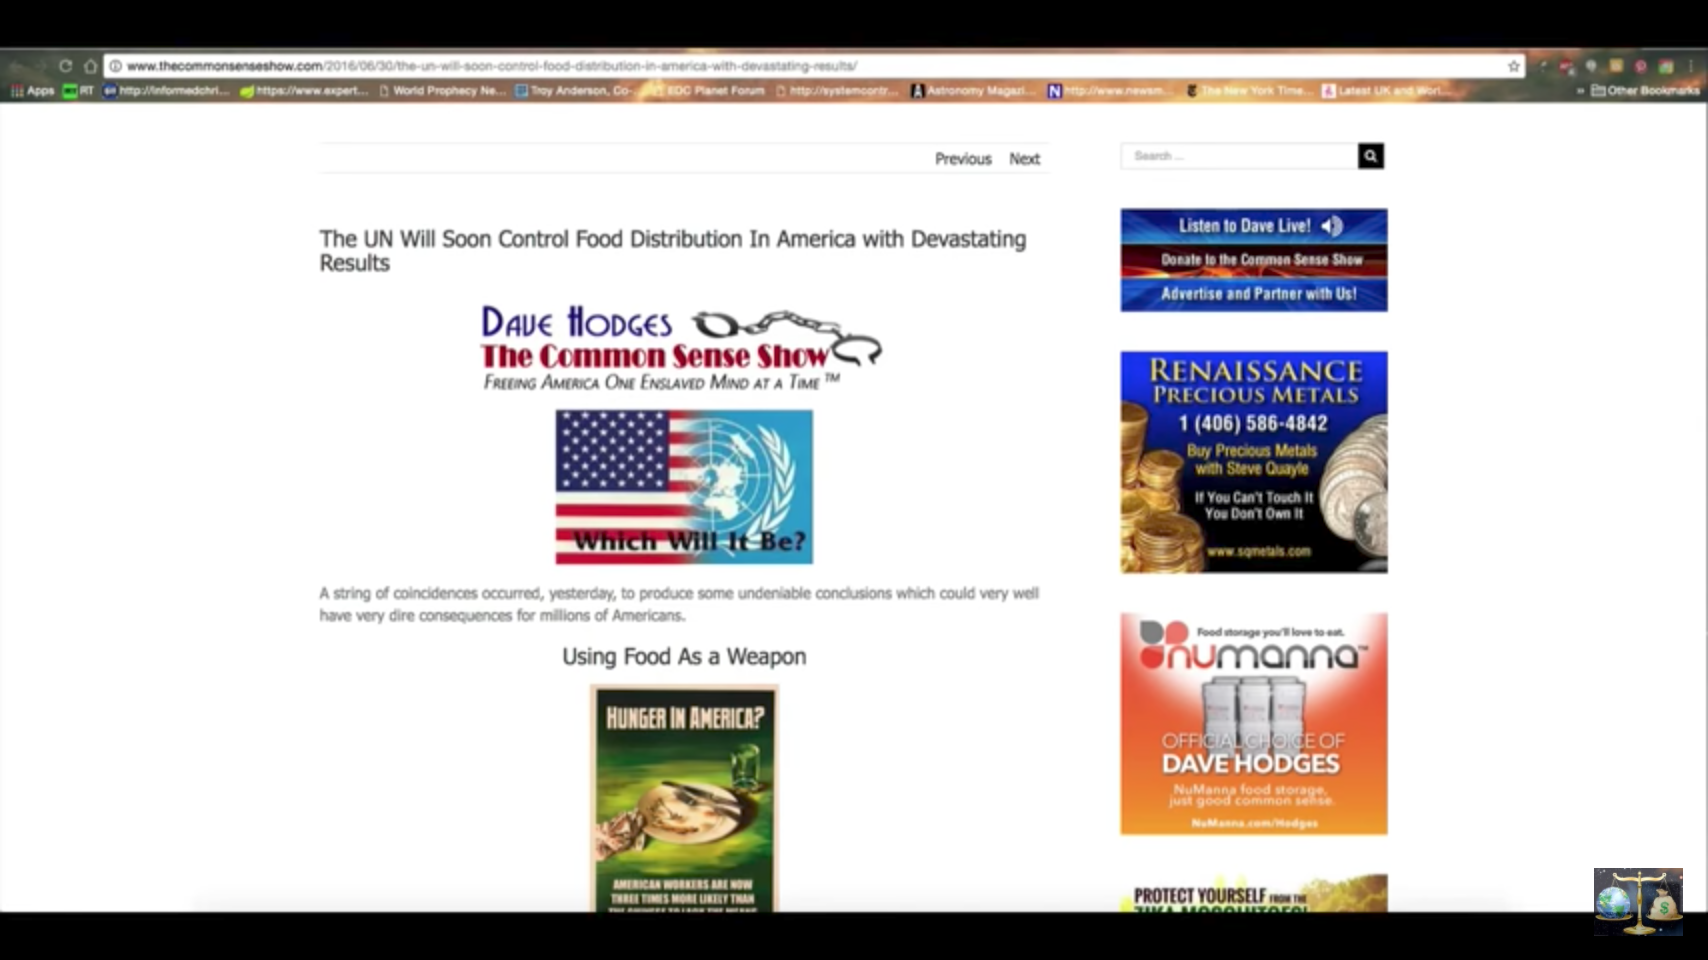 www.thecommonsenseshow.com/2016/06/30/the-un-will-soon-control-food-distribution-in-america-with-devastating-results/
Apps
RT
http://informedchri...
https://www.expert...
World Prophecy Ne...
Troy Anderson, Co-...
EDC Planet Forum
http://systemcontr...
Astronomy Magazi...
http://www.newsm...
The New York Time...
Latest UK and Worl...
» Other Bookmarks
Previous Next
Search ...
The UN Will Soon Control Food Distribution In America with Devastating
Results
DAVE HODGES
The Common Sense Show
FREEING AMERICA ONE ENSLAVED MIND AT A TIME ™
Which Will It Be?
A string of coincidences occurred, yesterday, to produce some undeniable conclusions which could very well
have very dire consequences for millions of Americans.
Using Food As a Weapon
HUNGER IN AMERICA?
AMERICAN WORKERS ARE NOW
THREE TIMES MORE LIKELY THAN
Listen to Dave Live!
Donate to the Common Sense Show
Advertise and Partner with Us!
RENAISSANCE
PRECIOUS METALS
1 (406) 586-4842
Buy Precious Metals
with Steve Quayle
If You Can't Touch It
You Don't Own It
www.sqmetals.com
Food storage you'll love to eat.
numanna™
OFFICIAL CHOICE OF
DAVE HODGES
NuManna food storage,
just good common sense.
NuManna.com/Hodges
PROTECT YOURSELF FROM THE
ZIKA MOSQUITOES!